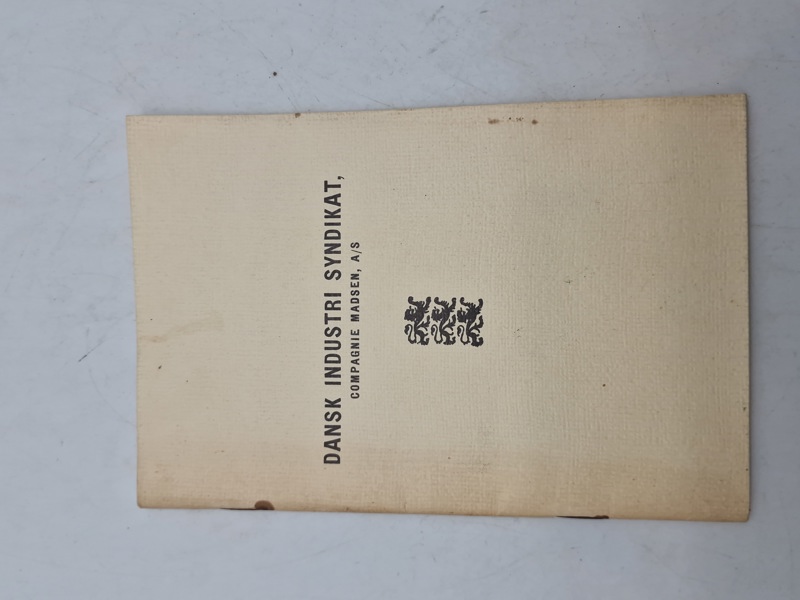 DANSK INDUSTRI SYNDIKAT,
COMPAGNIE MADSEN, A/S